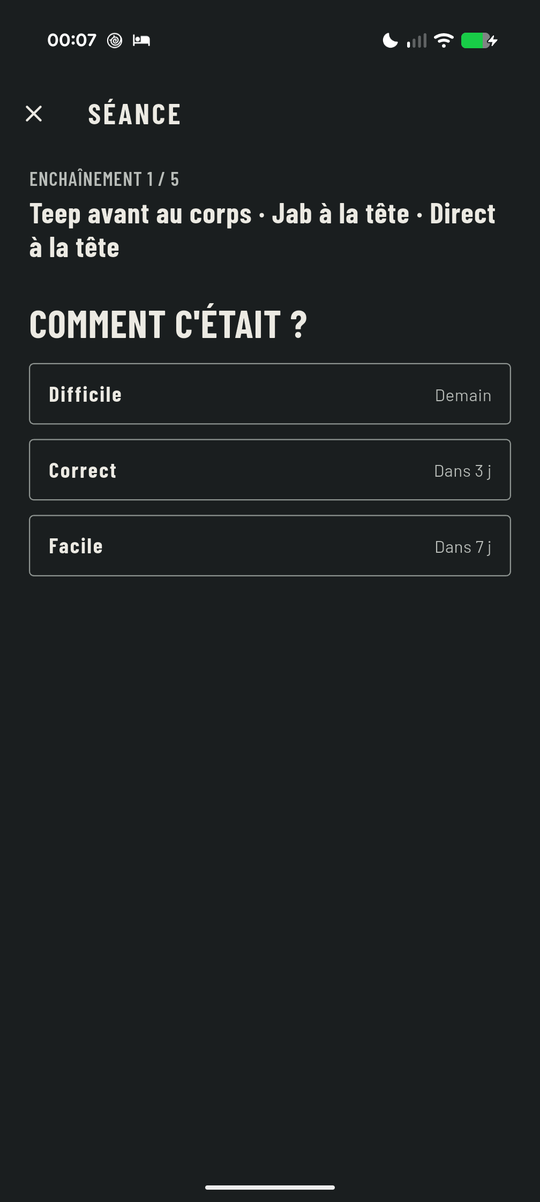 00:07
SÉANCE
ENCHAÎNEMENT 1 / 5
Teep avant au corps · Jab à la tête · Direct
à la tête
COMMENT C'ÉTAIT ?
Difficile Demain
Correct Dans 3 j
Facile Dans 7 j